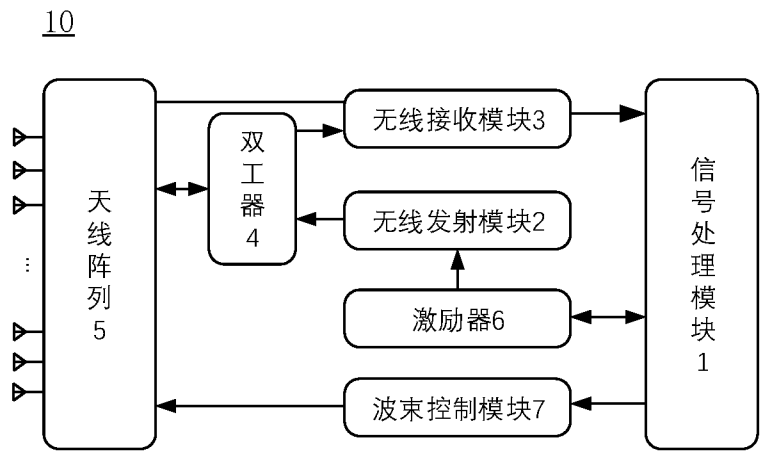 10
天线阵列5
双工器4
无线接收模块3
无线发射模块2
激励器6
波束控制模块7
信号处理模块1
...